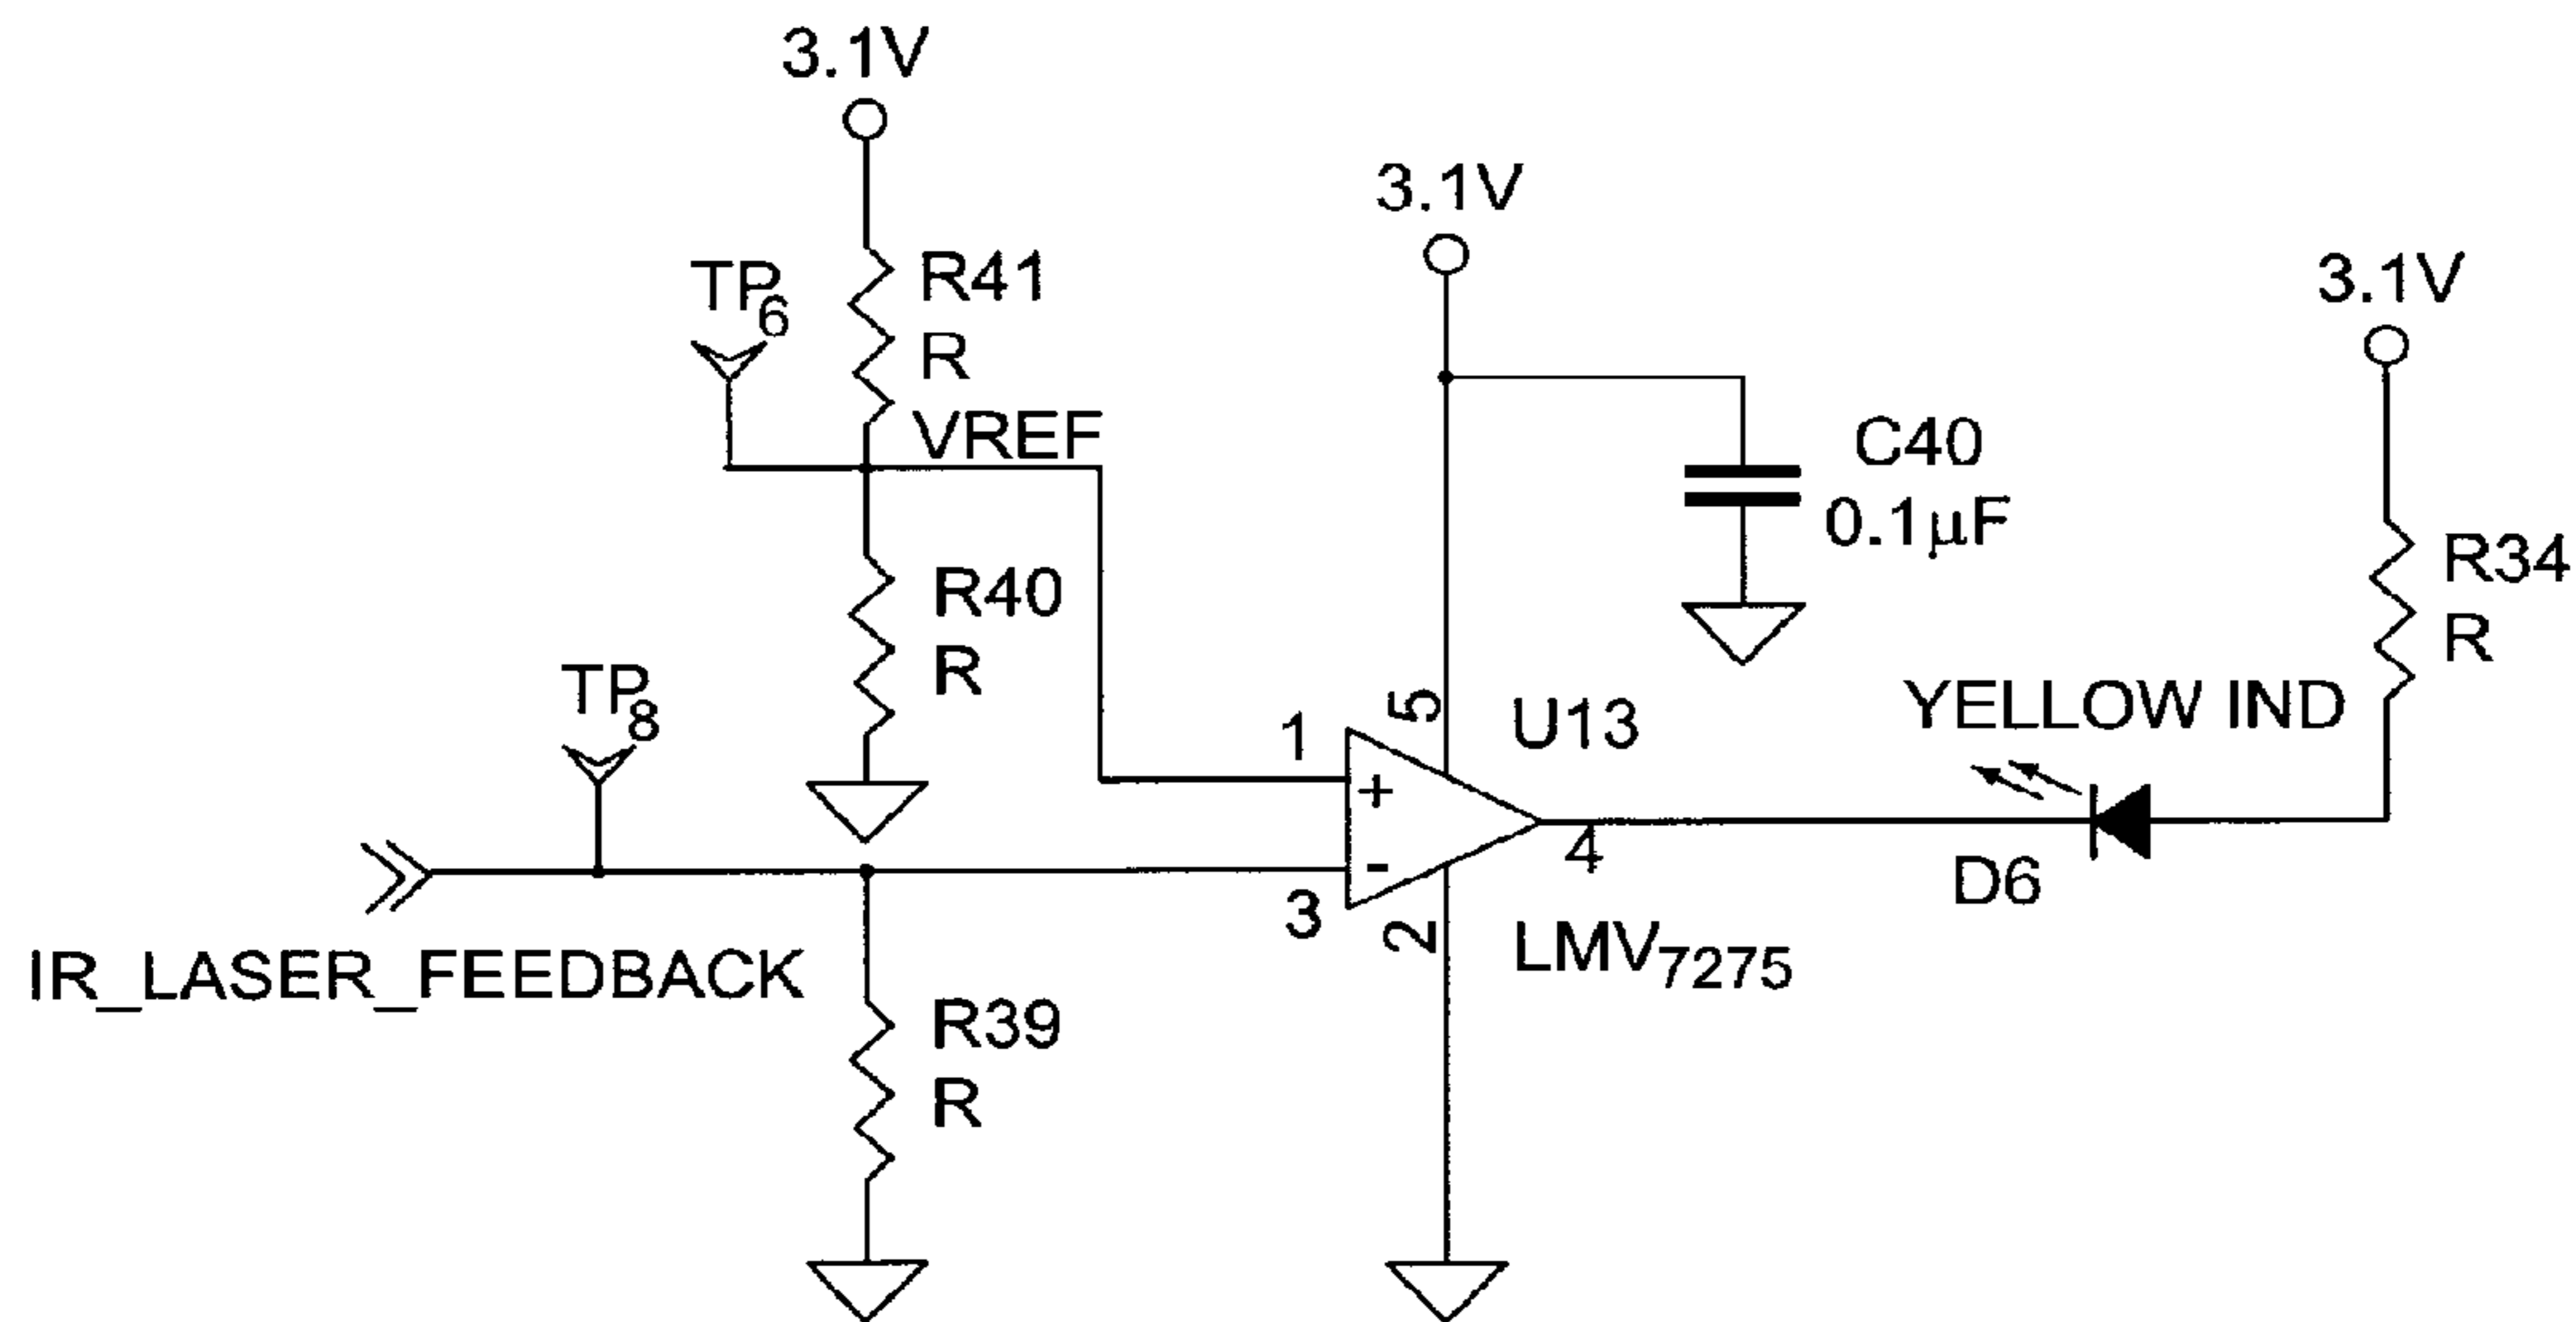 3.1V
3.1V
3.1V
TP6
R41
R
VREF
C40
0.1µF
R40
R
R34
R
TP8
1
5
U13
YELLOW IND
+
-
4
3
2
D6
LMV7275
IR_LASER_FEEDBACK
R39
R